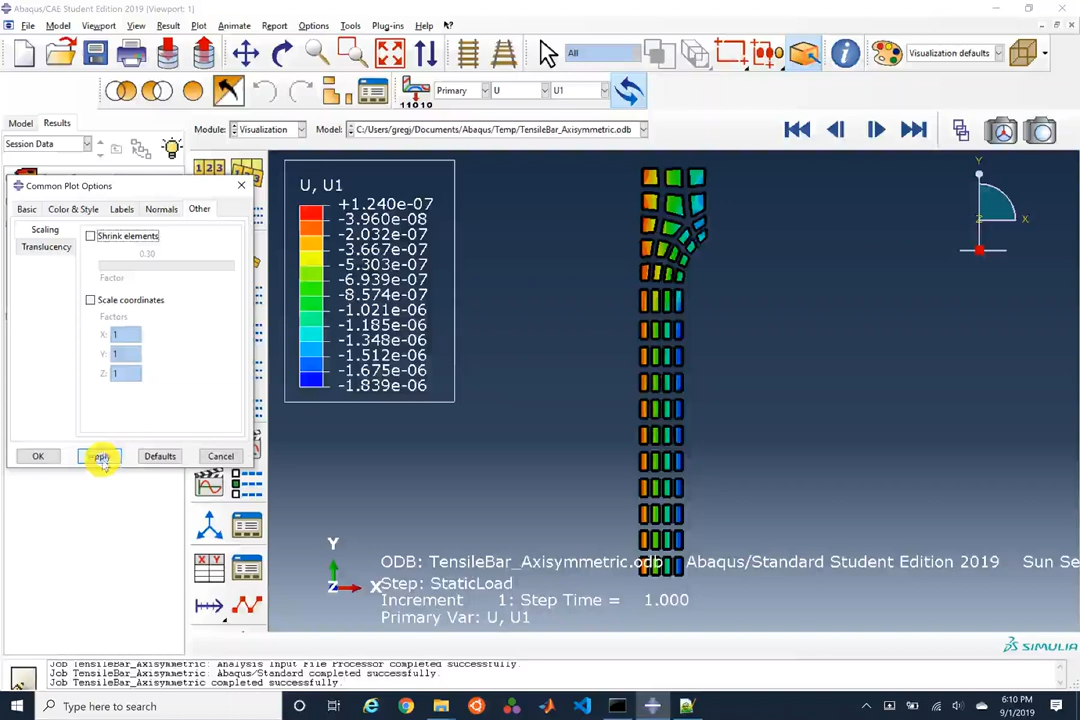 Abaqus/CAE Student Edition 2019 [Viewport: 1]
File Model Viewport View Result Plot Animate Report Options Tools Plug-ins Help
All
Visualization defaults
Primary U U1
Model Results
Module: Visualization Model: C:/Users/gregj/Documents/Abaqus/Temp/TensileBar_Axisymmetric.odb
Session Data
Common Plot Options
Basic Color & Style Labels Normals Other
Scaling
Translucency
Shrink elements
0.30
Factor
Scale coordinates
Factors
X: 1
Y: 1
Z: 1
OK Apply Defaults Cancel
U, U1
+1.240e-07
-3.960e-08
-2.032e-07
-3.667e-07
-5.303e-07
-6.939e-07
-8.574e-07
-1.021e-06
-1.185e-06
-1.348e-06
-1.512e-06
-1.675e-06
-1.839e-06
Y
X
Z
Y
Z X
ODB: TensileBar_Axisymmetric.odb Abaqus/Standard Student Edition 2019 Sun Se
Step: StaticLoad
Increment 1: Step Time = 1.000
Primary Var: U, U1
SIMULIA
Job TensileBar_Axisymmetric: Analysis Input File Processor completed successfully.
Job TensileBar_Axisymmetric: Abaqus/Standard completed successfully.
Job TensileBar_Axisymmetric completed successfully.
Type here to search
6:10 PM
9/1/2019